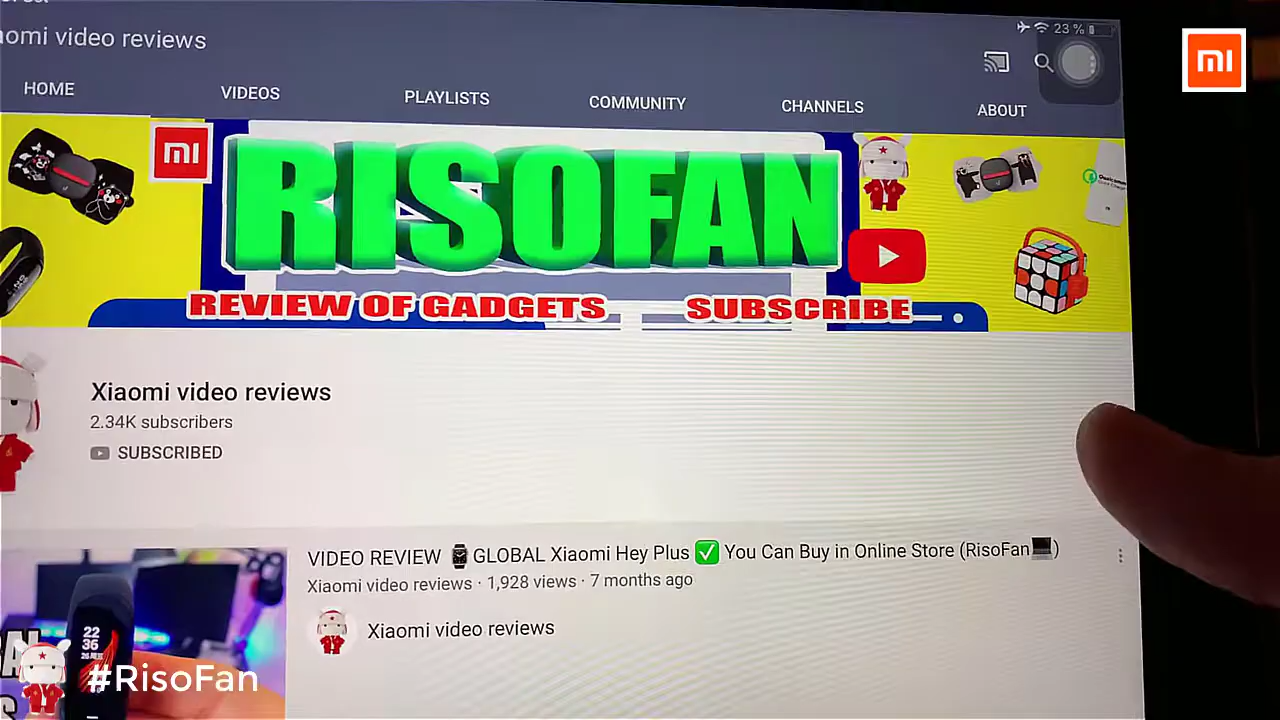 omi video reviews
23 %
mi
HOME
VIDEOS
PLAYLISTS
COMMUNITY
CHANNELS
ABOUT
mi
RISOFAN
REVIEW OF GADGETS
SUBSCRIBE
Xiaomi video reviews
2.34K subscribers
SUBSCRIBED
VIDEO REVIEW ⌚ GLOBAL Xiaomi Hey Plus ✅ You Can Buy in Online Store (RisoFan💻)
Xiaomi video reviews · 1,928 views · 7 months ago
Xiaomi video reviews
22
36
#RisoFan